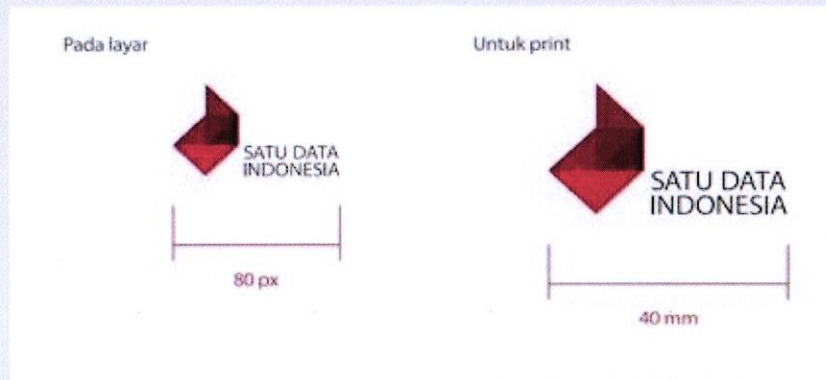 Pada layar
Untuk print
SATU DATA
INDONESIA
80 px
SATU DATA
INDONESIA
40 mm